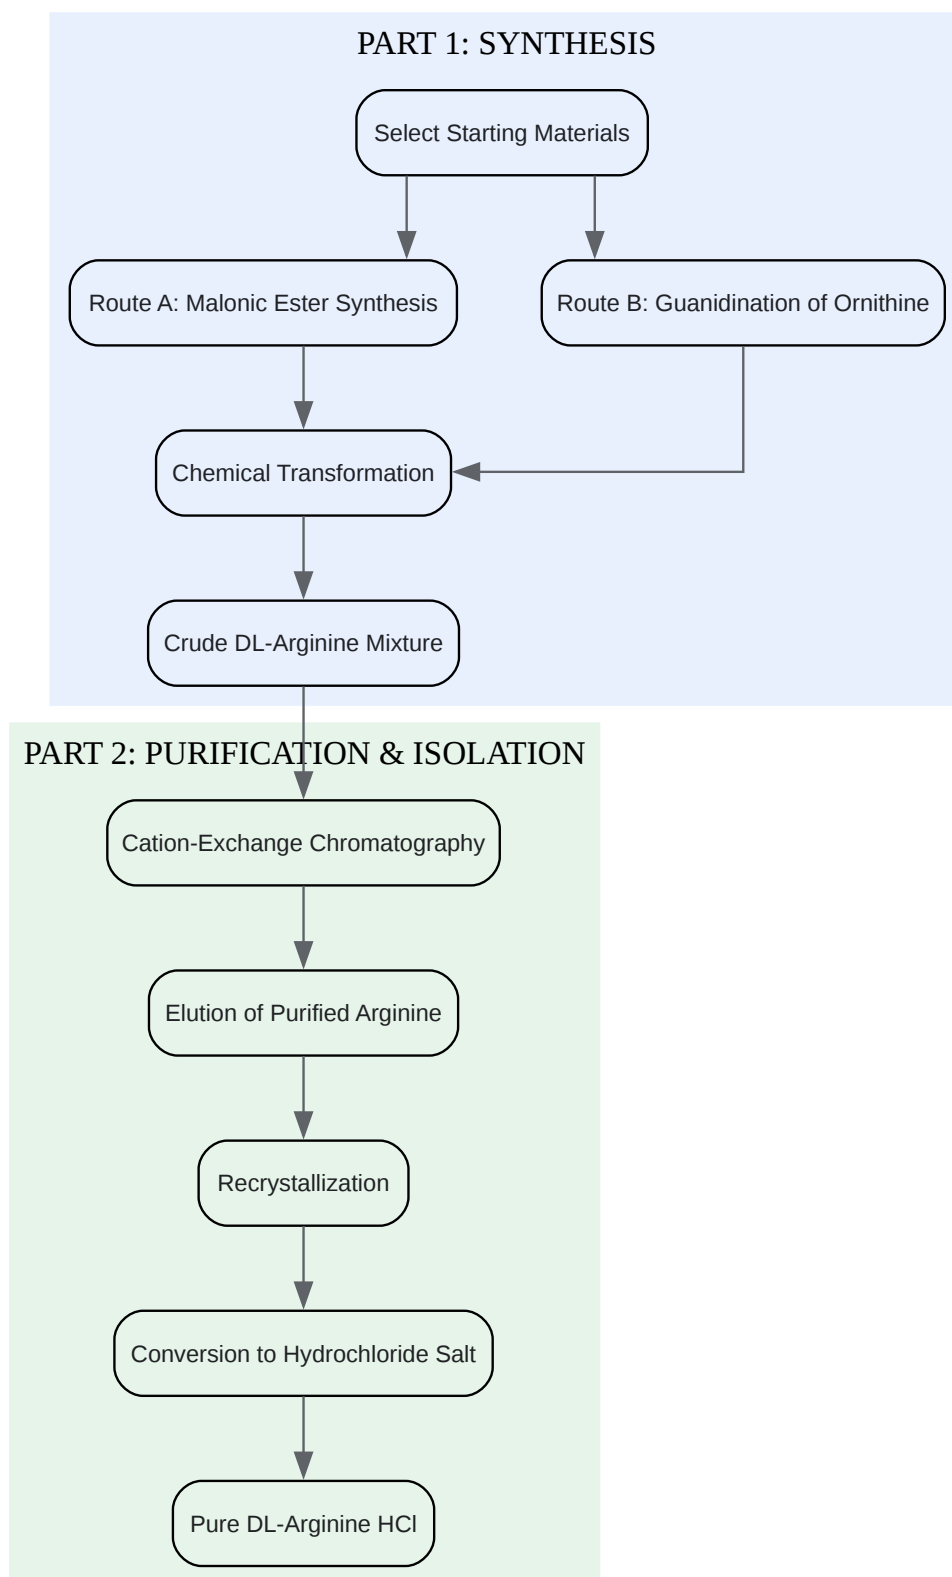 PART 1: SYNTHESIS
Select Starting Materials
Route A: Malonic Ester Synthesis
Route B: Guanidination of Ornithine
Chemical Transformation
Crude DL-Arginine Mixture
PART 2: PURIFICATION & ISOLATION
Cation-Exchange Chromatography
Elution of Purified Arginine
Recrystallization
Conversion to Hydrochloride Salt
Pure DL-Arginine HCl